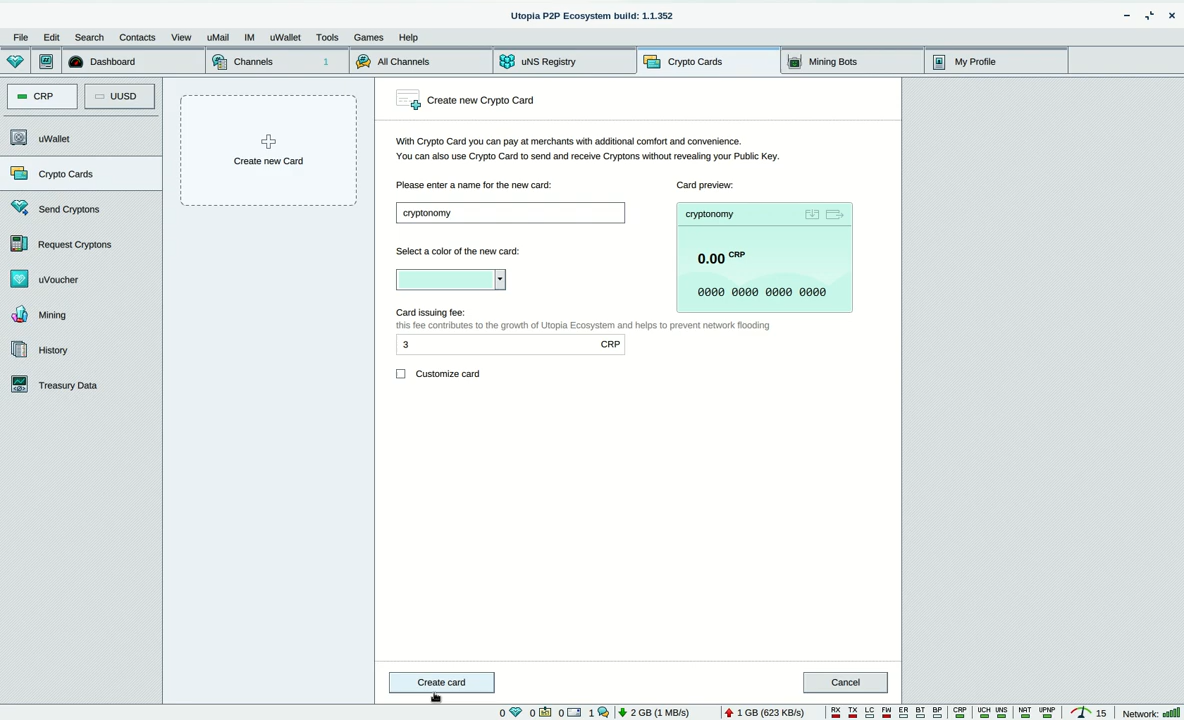 Utopia P2P Ecosystem build: 1.1.352
File Edit Search Contacts View uMail IM uWallet Tools Games Help
Dashboard Channels 1 All Channels uNS Registry Crypto Cards Mining Bots My Profile
CRP UUSD
uWallet
Crypto Cards
Send Cryptons
Request Cryptons
uVoucher
Mining
History
Treasury Data
Create new Card
Create new Crypto Card
With Crypto Card you can pay at merchants with additional comfort and convenience.
You can also use Crypto Card to send and receive Cryptons without revealing your Public Key.
Please enter a name for the new card:
cryptonomy
Select a color of the new card:
Card issuing fee:
this fee contributes to the growth of Utopia Ecosystem and helps to prevent network flooding
3 CRP
Customize card
Card preview:
cryptonomy
0.00 CRP
0000 0000 0000 0000
Create card Cancel
0 0 0 1 2 GB (1 MB/s) 1 GB (623 KB/s) RX TX LC FW ER BT BP CRP UCH UNS NAT UPNP 15 Network: